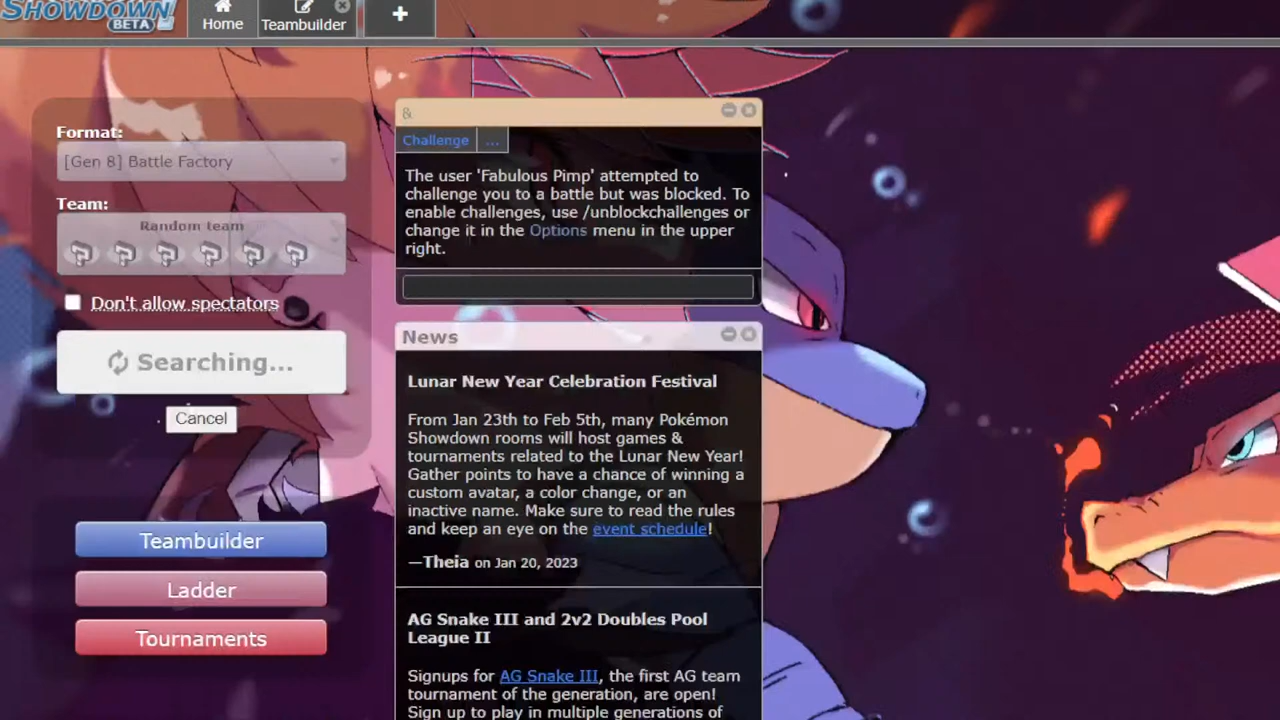 SHOWDOWN!
BETA
Home
Teambuilder
Format:
[Gen 8] Battle Factory
Team:
Random team
Don't allow spectators
Searching...
Cancel
Teambuilder
Ladder
Tournaments
&
Challenge
...
The user 'Fabulous Pimp' attempted to
challenge you to a battle but was blocked. To
enable challenges, use /unblockchallenges or
change it in the Options menu in the upper
right.
News
Lunar New Year Celebration Festival
From Jan 23th to Feb 5th, many Pokémon
Showdown rooms will host games &
tournaments related to the Lunar New Year!
Gather points to have a chance of winning a
custom avatar, a color change, or an
inactive name. Make sure to read the rules
and keep an eye on the event schedule!
—Theia on Jan 20, 2023
AG Snake III and 2v2 Doubles Pool
League II
Signups for AG Snake III, the first AG team
tournament of the generation, are open!
Sign up to play in multiple generations of